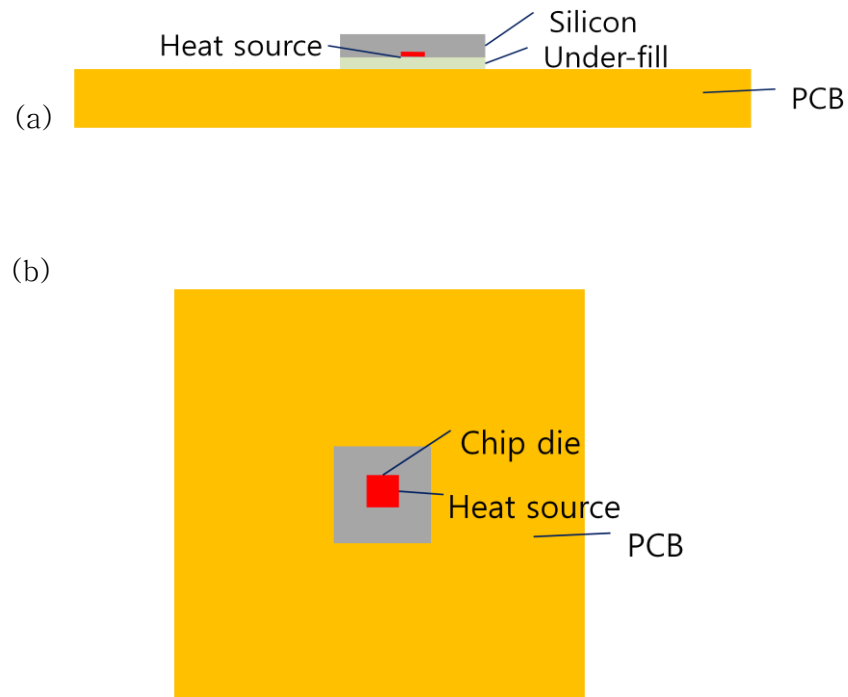 Silicon
Heat source
Under-fill
PCB
(a)
(b)
Chip die
Heat source
PCB